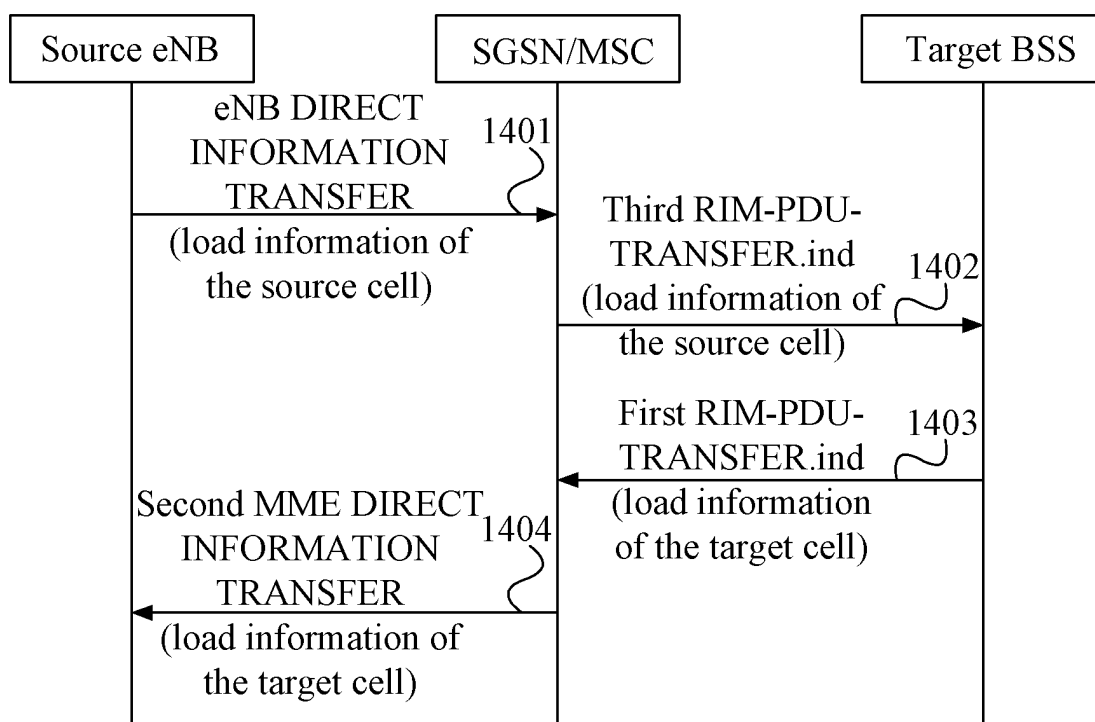 Source eNB
SGSN/MSC
Target BSS
eNB DIRECT
INFORMATION
TRANSFER
(load information of
the source cell)
1401
Third RIM-PDU-
TRANSFER.ind
(load information of
the source cell)
1402
First RIM-PDU-
TRANSFER.ind
(load information
of the target cell)
1403
Second MME DIRECT
INFORMATION
TRANSFER
(load information of
the target cell)
1404